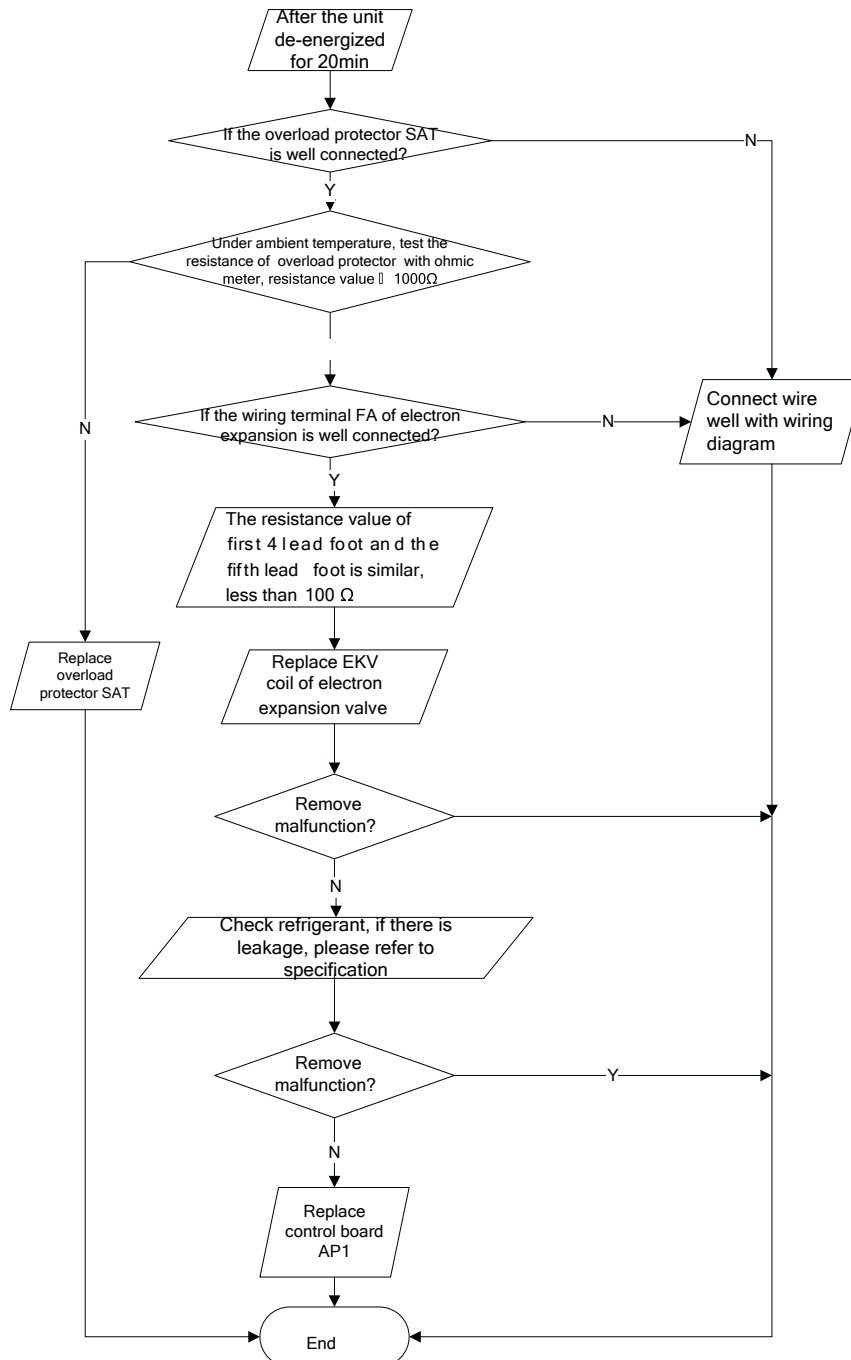 After the unit
de-energized
for 20min
If the overload protector SAT
is well connected?
N
Y
Under ambient temperature, test the
resistance of overload protector with ohmic
meter, resistance value 1000Ω
If the wiring terminal FA of electron
expansion is well connected?
N
Connect wire
well with wiring
diagram
N
Y
The resistance value of
first 4 lead foot and the
fifth lead foot is similar,
less than 100 Ω
Replace
overload
protector SAT
Replace EKV
coil of electron
expansion valve
Remove
malfunction?
N
Check refrigerant, if there is
leakage, please refer to
specification
Remove
malfunction?
Y
N
Replace
control board
AP1
End